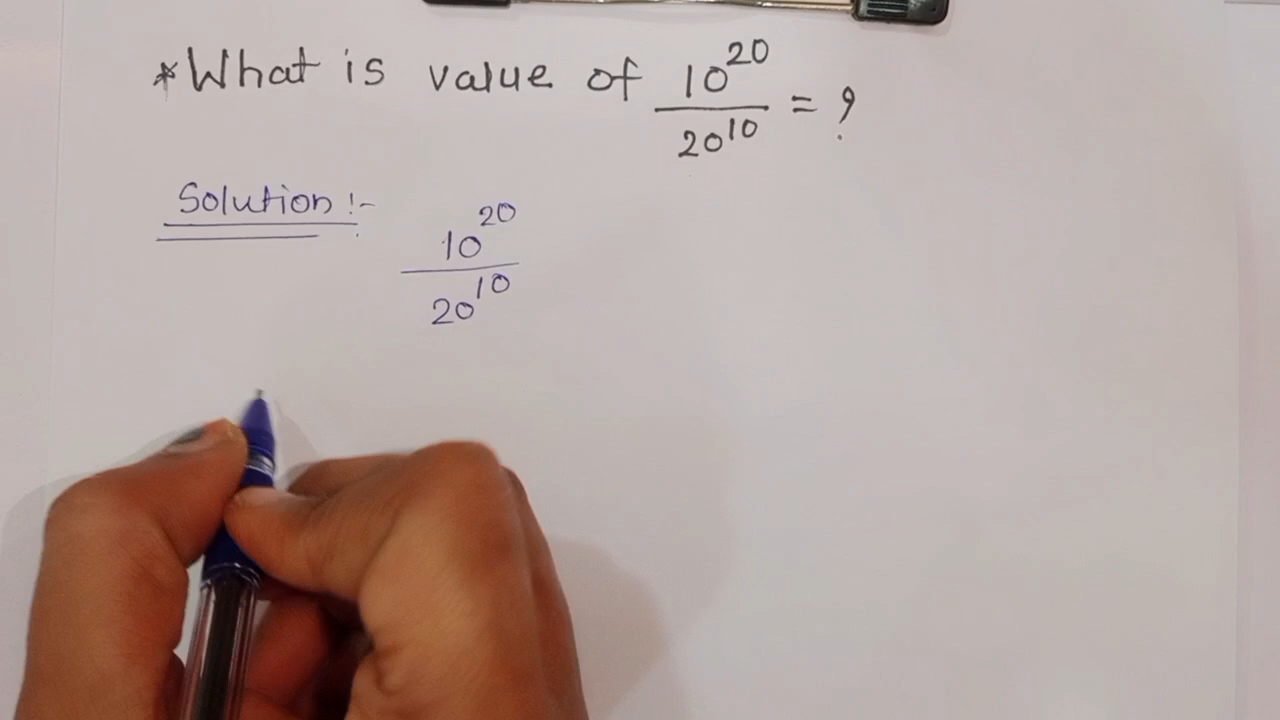 *What is value of 10^20/20^10 = ?
Solution :- 10^20/20^10